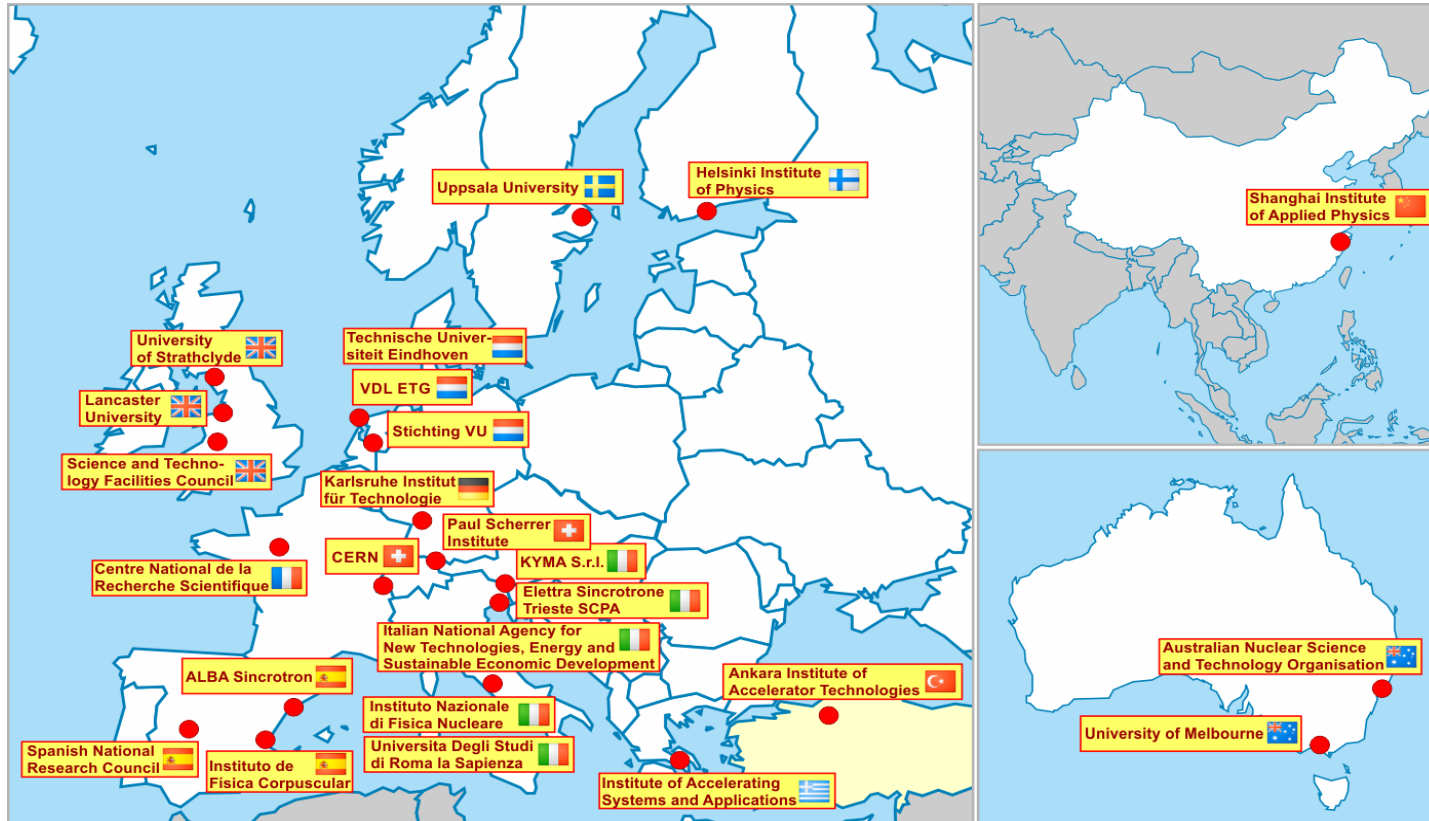 Uppsala University
Helsinki Institute
of Physics
University
of Strathclyde
Lancaster
University
Science and Techno-
logy Facilities Council
Technische Univer-
siteit Eindhoven
VDL ETG
Stichting VU
Karlsruhe Institut
für Technologie
Paul Scherrer
Institute
CERN
KYMA S.r.l.
Centre National de la
Recherche Scientifique
Elettra Sincrotrone
Trieste SCPA
Italian National Agency for
New Technologies, Energy and
Sustainable Economic Development
ALBA Sincrotron
Ankara Institute of
Accelerator Technologies
Instituto Nazionale
di Fisica Nucleare
Spanish National
Research Council
Instituto de
Física Corpuscular
Universita Degli Studi
di Roma la Sapienza
Institute of Accelerating
Systems and Applications
Shanghai Institute
of Applied Physics
Australian Nuclear Science
and Technology Organisation
University of Melbourne